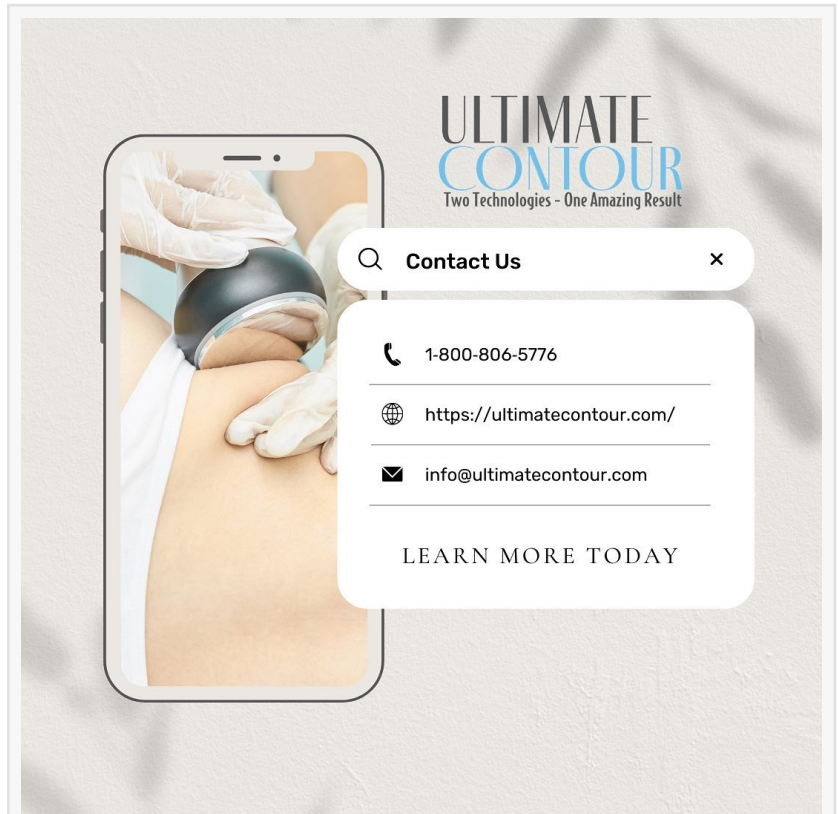 ULTIMATE
CONTOUR
Two Technologies - One Amazing Result
Contact Us
1-800-806-5776
https://ultimatecontour.com/
info@ultimatecontour.com
LEARN MORE TODAY